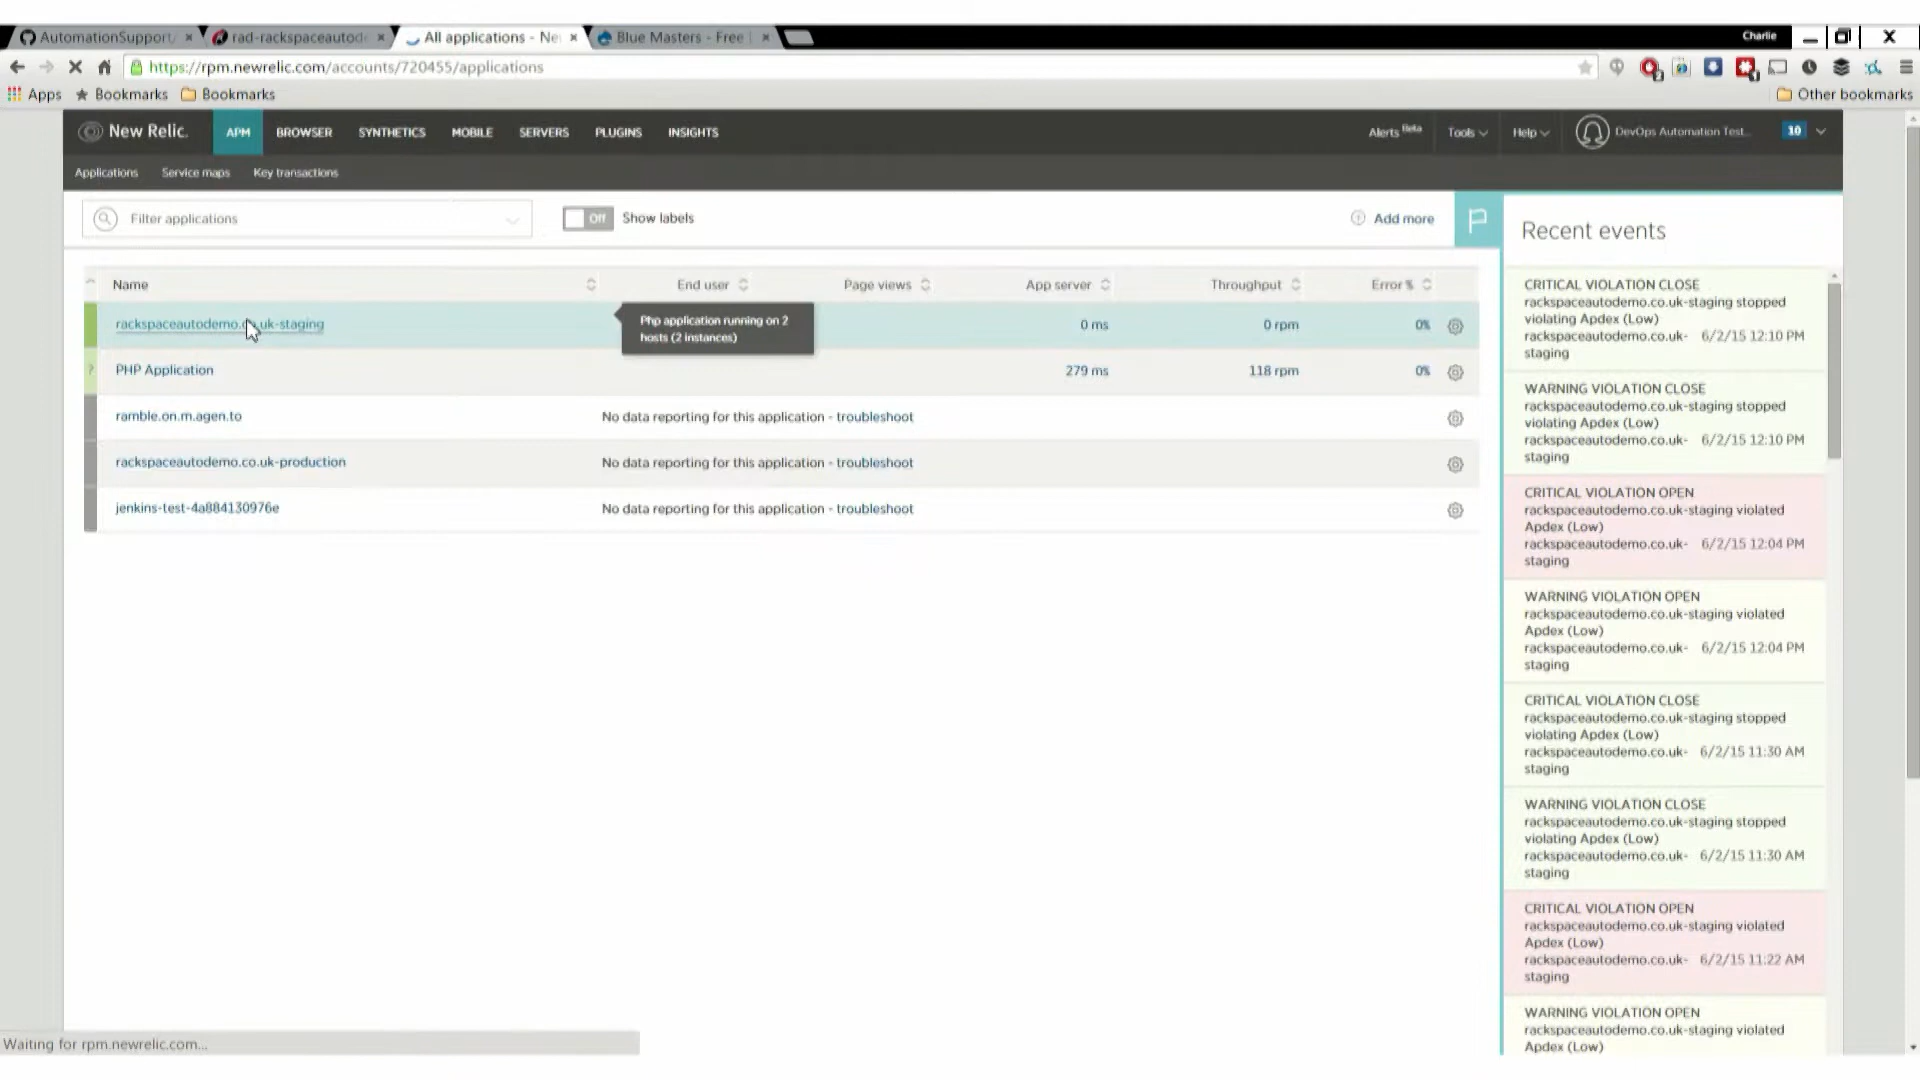 AutomationSupport/
rad-rackspaceautod
All applications - Ne
Blue Masters - Free
Charlie
https://rpm.newrelic.com/accounts/720455/applications
Apps
Bookmarks
Bookmarks
Other bookmarks
New Relic.
APM
BROWSER
SYNTHETICS
MOBILE
SERVERS
PLUGINS
INSIGHTS
Alerts Beta
Tools
Help
DevOps Automation Test...
10
Applications
Service maps
Key transactions
Filter applications
Off
Show labels
Add more
Recent events
Name
End user
Page views
App server
Throughput
Error %
rackspaceautodemo.co.uk-staging
Php application running on 2
hosts (2 instances)
0 ms
0 rpm
0%
?
PHP Application
279 ms
118 rpm
0%
ramble.on.m.agen.to
No data reporting for this application - troubleshoot
rackspaceautodemo.co.uk-production
No data reporting for this application - troubleshoot
jenkins-test-4a884130976e
No data reporting for this application - troubleshoot
CRITICAL VIOLATION CLOSE
rackspaceautodemo.co.uk-staging stopped
violating Apdex (Low)
rackspaceautodemo.co.uk- 6/2/15 12:10 PM
staging
WARNING VIOLATION CLOSE
rackspaceautodemo.co.uk-staging stopped
violating Apdex (Low)
rackspaceautodemo.co.uk- 6/2/15 12:10 PM
staging
CRITICAL VIOLATION OPEN
rackspaceautodemo.co.uk-staging violated
Apdex (Low)
rackspaceautodemo.co.uk- 6/2/15 12:04 PM
staging
WARNING VIOLATION OPEN
rackspaceautodemo.co.uk-staging violated
Apdex (Low)
rackspaceautodemo.co.uk- 6/2/15 12:04 PM
staging
CRITICAL VIOLATION CLOSE
rackspaceautodemo.co.uk-staging stopped
violating Apdex (Low)
rackspaceautodemo.co.uk- 6/2/15 11:30 AM
staging
WARNING VIOLATION CLOSE
rackspaceautodemo.co.uk-staging stopped
violating Apdex (Low)
rackspaceautodemo.co.uk- 6/2/15 11:30 AM
staging
CRITICAL VIOLATION OPEN
rackspaceautodemo.co.uk-staging violated
Apdex (Low)
rackspaceautodemo.co.uk- 6/2/15 11:22 AM
staging
WARNING VIOLATION OPEN
rackspaceautodemo.co.uk-staging violated
Apdex (Low)
Waiting for rpm.newrelic.com...